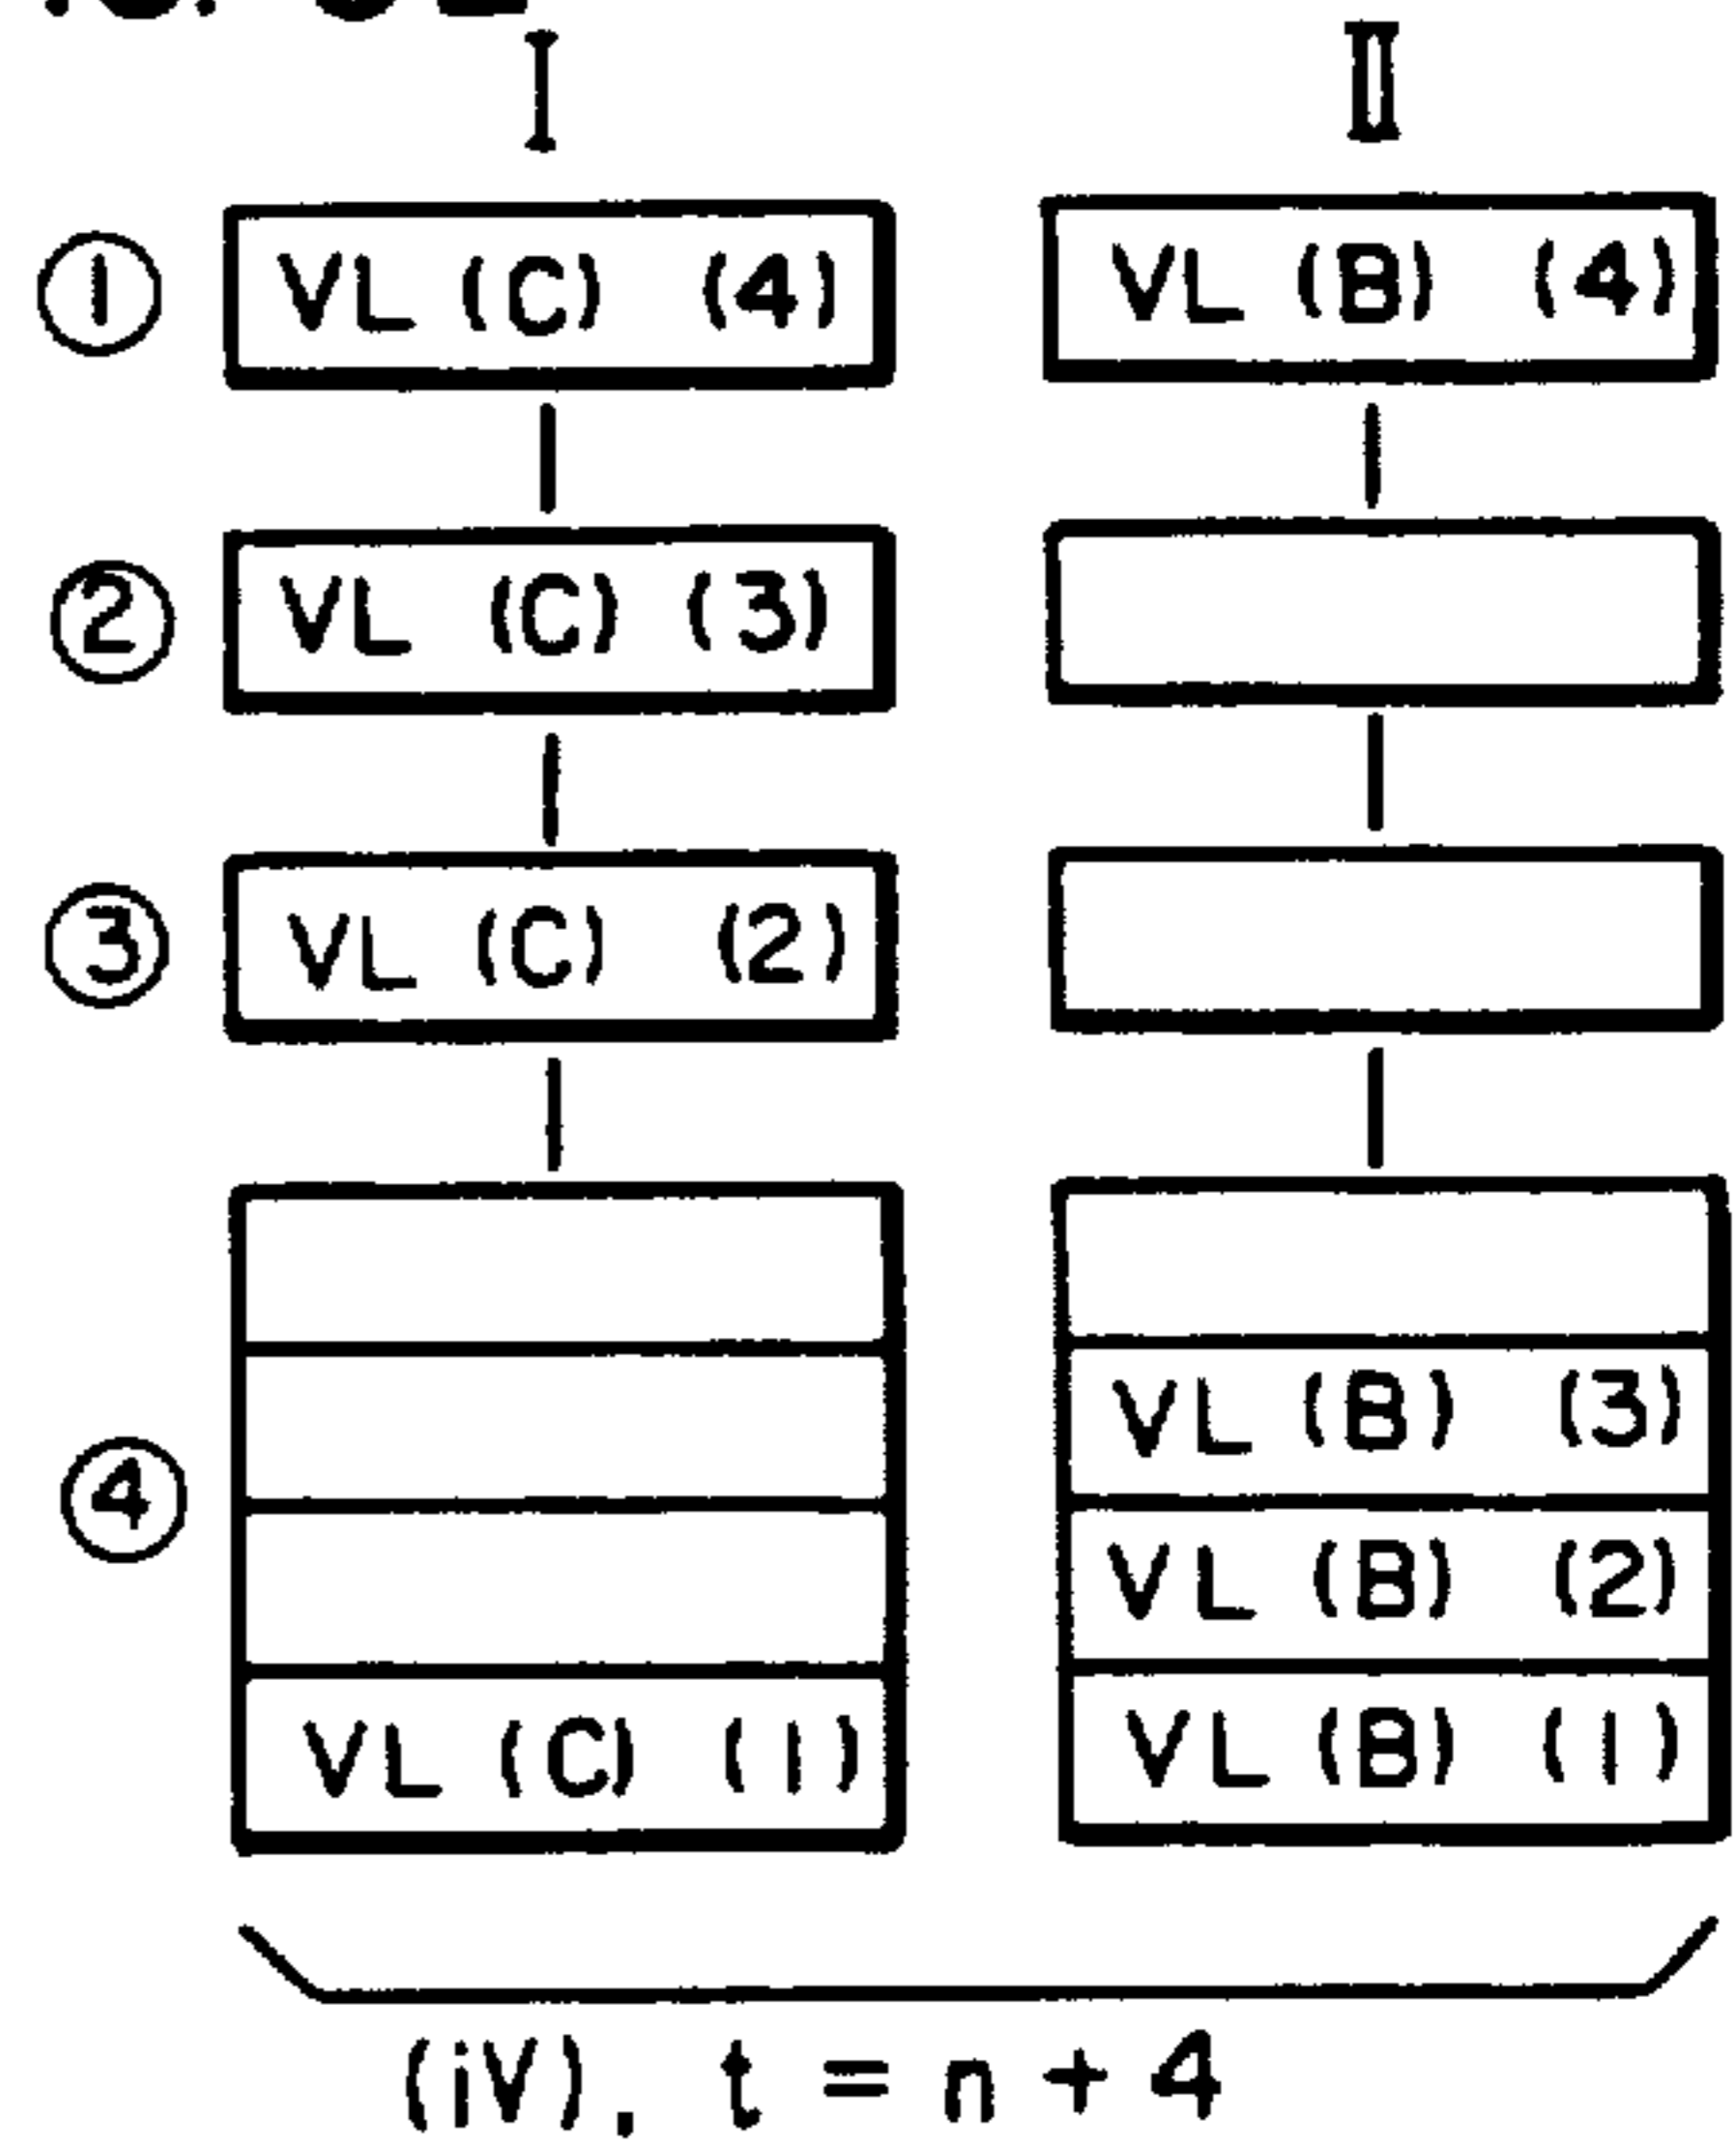 I II
① VL (C) (4) VL (B) (4)
② VL (C) (3)
③ VL (C) (2)
VL (B) (3)
④ VL (B) (2)
VL (C) (1) VL (B) (1)
(iV), t = n + 4